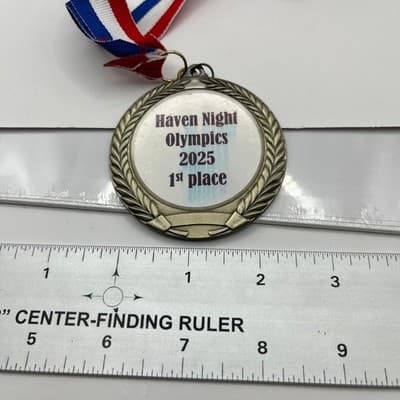 Haven Night
Olympics
2025
1st place
1 1 2 3
" CENTER-FINDING RULER
5 6 7 8 9